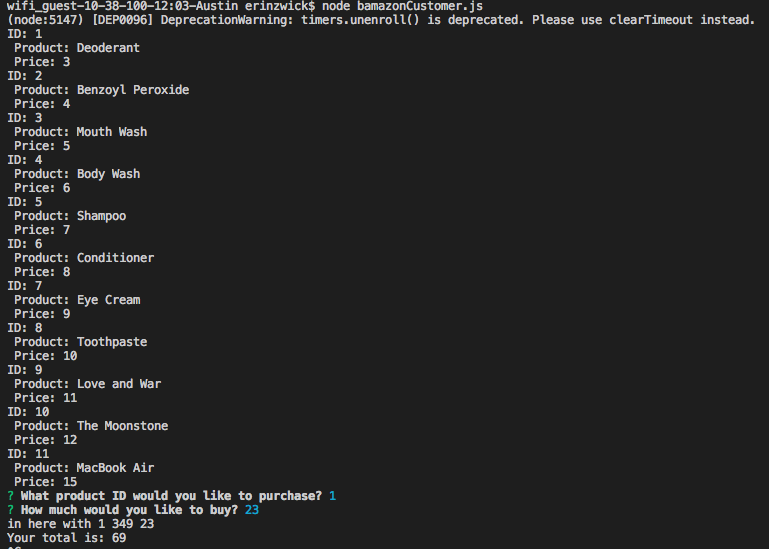 wifi_guest-10-38-100-12:03-Austin erinzwick$ node bamazonCustomer.js
(node:5147) [DEP0096] DeprecationWarning: timers.unenroll() is deprecated. Please use clearTimeout instead.
ID: 1
Product: Deoderant
Price: 3
ID: 2
Product: Benzoyl Peroxide
Price: 4
ID: 3
Product: Mouth Wash
Price: 5
ID: 4
Product: Body Wash
Price: 6
ID: 5
Product: Shampoo
Price: 7
ID: 6
Product: Conditioner
Price: 8
ID: 7
Product: Eye Cream
Price: 9
ID: 8
Product: Toothpaste
Price: 10
ID: 9
Product: Love and War
Price: 11
ID: 10
Product: The Moonstone
Price: 12
ID: 11
Product: MacBook Air
Price: 15
? What product ID would you like to purchase? 1
? How much would you like to buy? 23
in here with 1 349 23
Your total is: 69